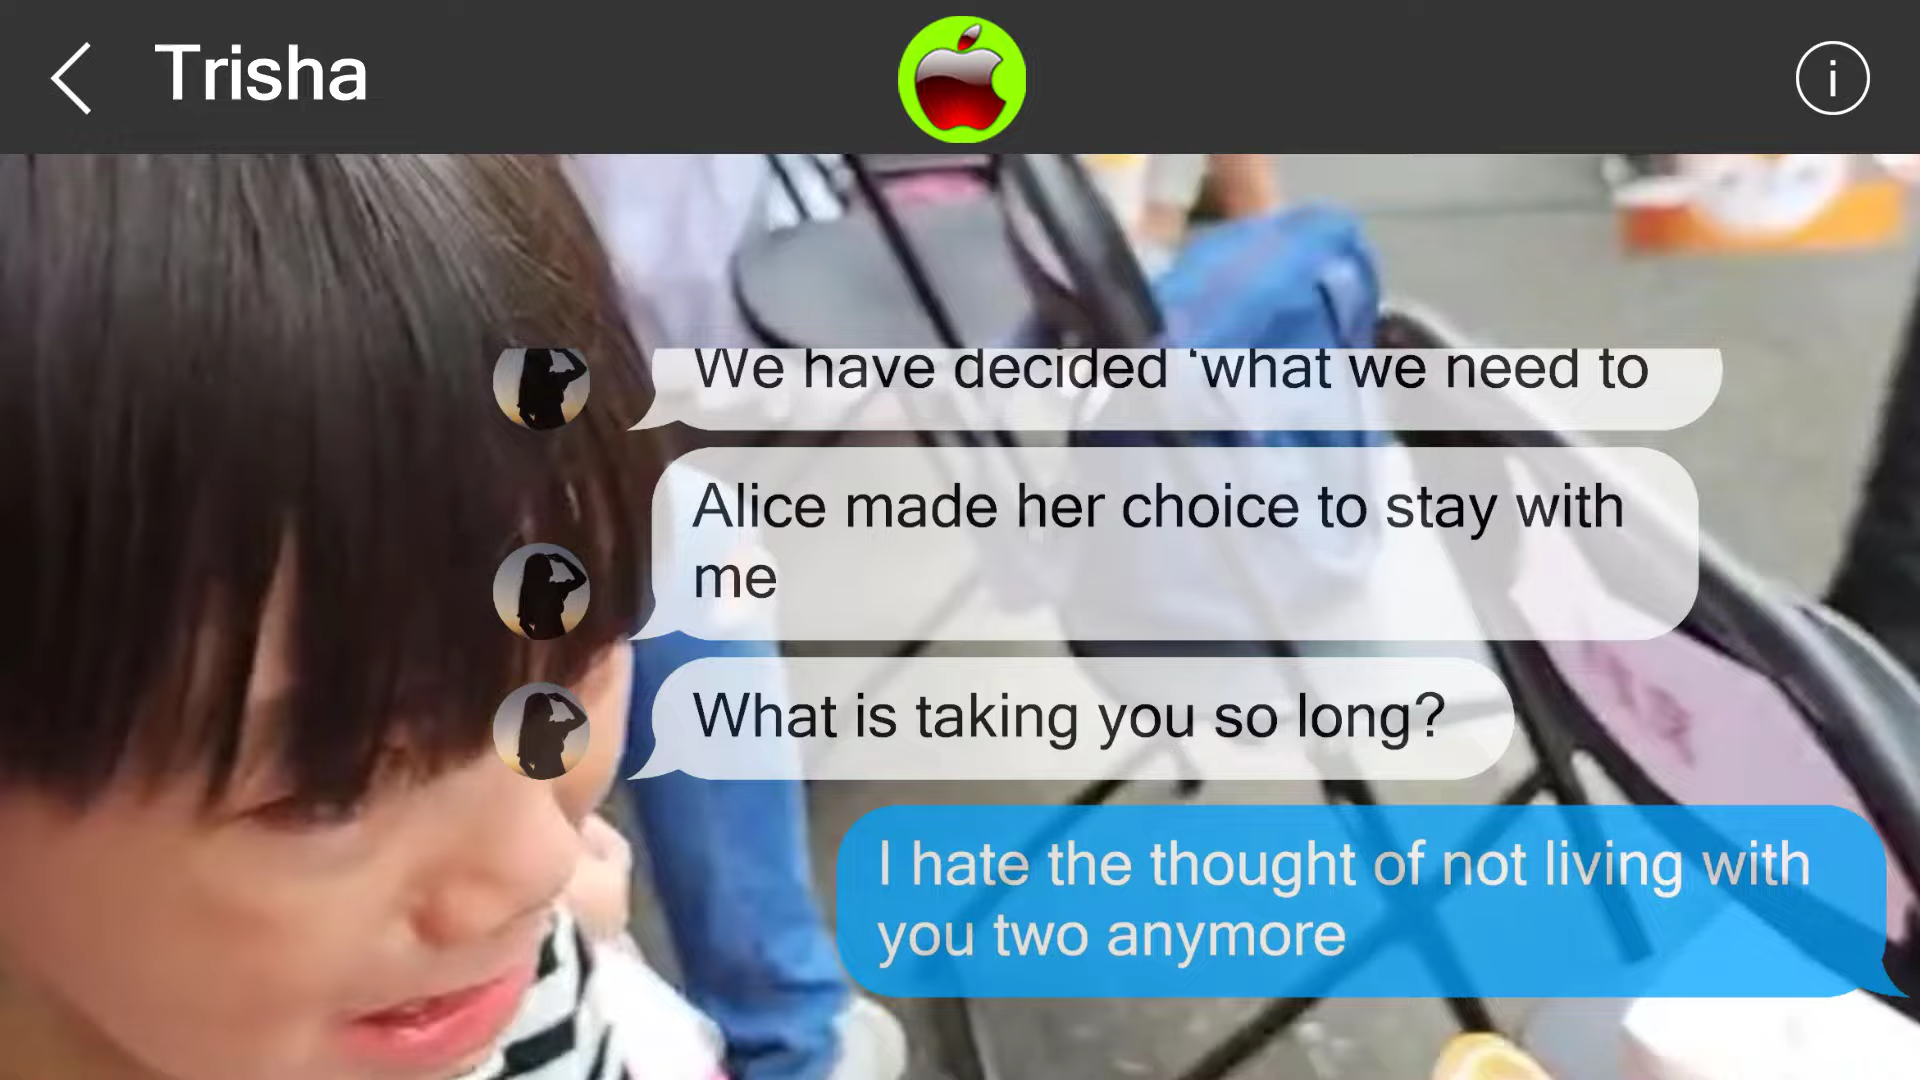 Trisha
We have decided ‘what we need to
Alice made her choice to stay with
me
What is taking you so long?
I hate the thought of not living with
you two anymore